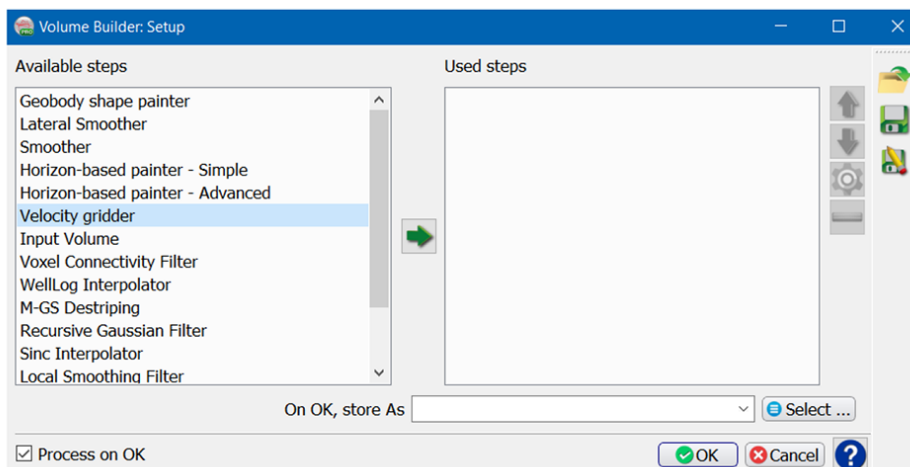 Volume Builder: Setup
Available steps
Used steps
Geobody shape painter
Lateral Smoother
Smoother
Horizon-based painter - Simple
Horizon-based painter - Advanced
Velocity gridder
Input Volume
Voxel Connectivity Filter
WellLog Interpolator
M-GS Destriping
Recursive Gaussian Filter
Sinc Interpolator
Local Smoothing Filter
On OK, store As
Select ...
Process on OK
OK
Cancel
?